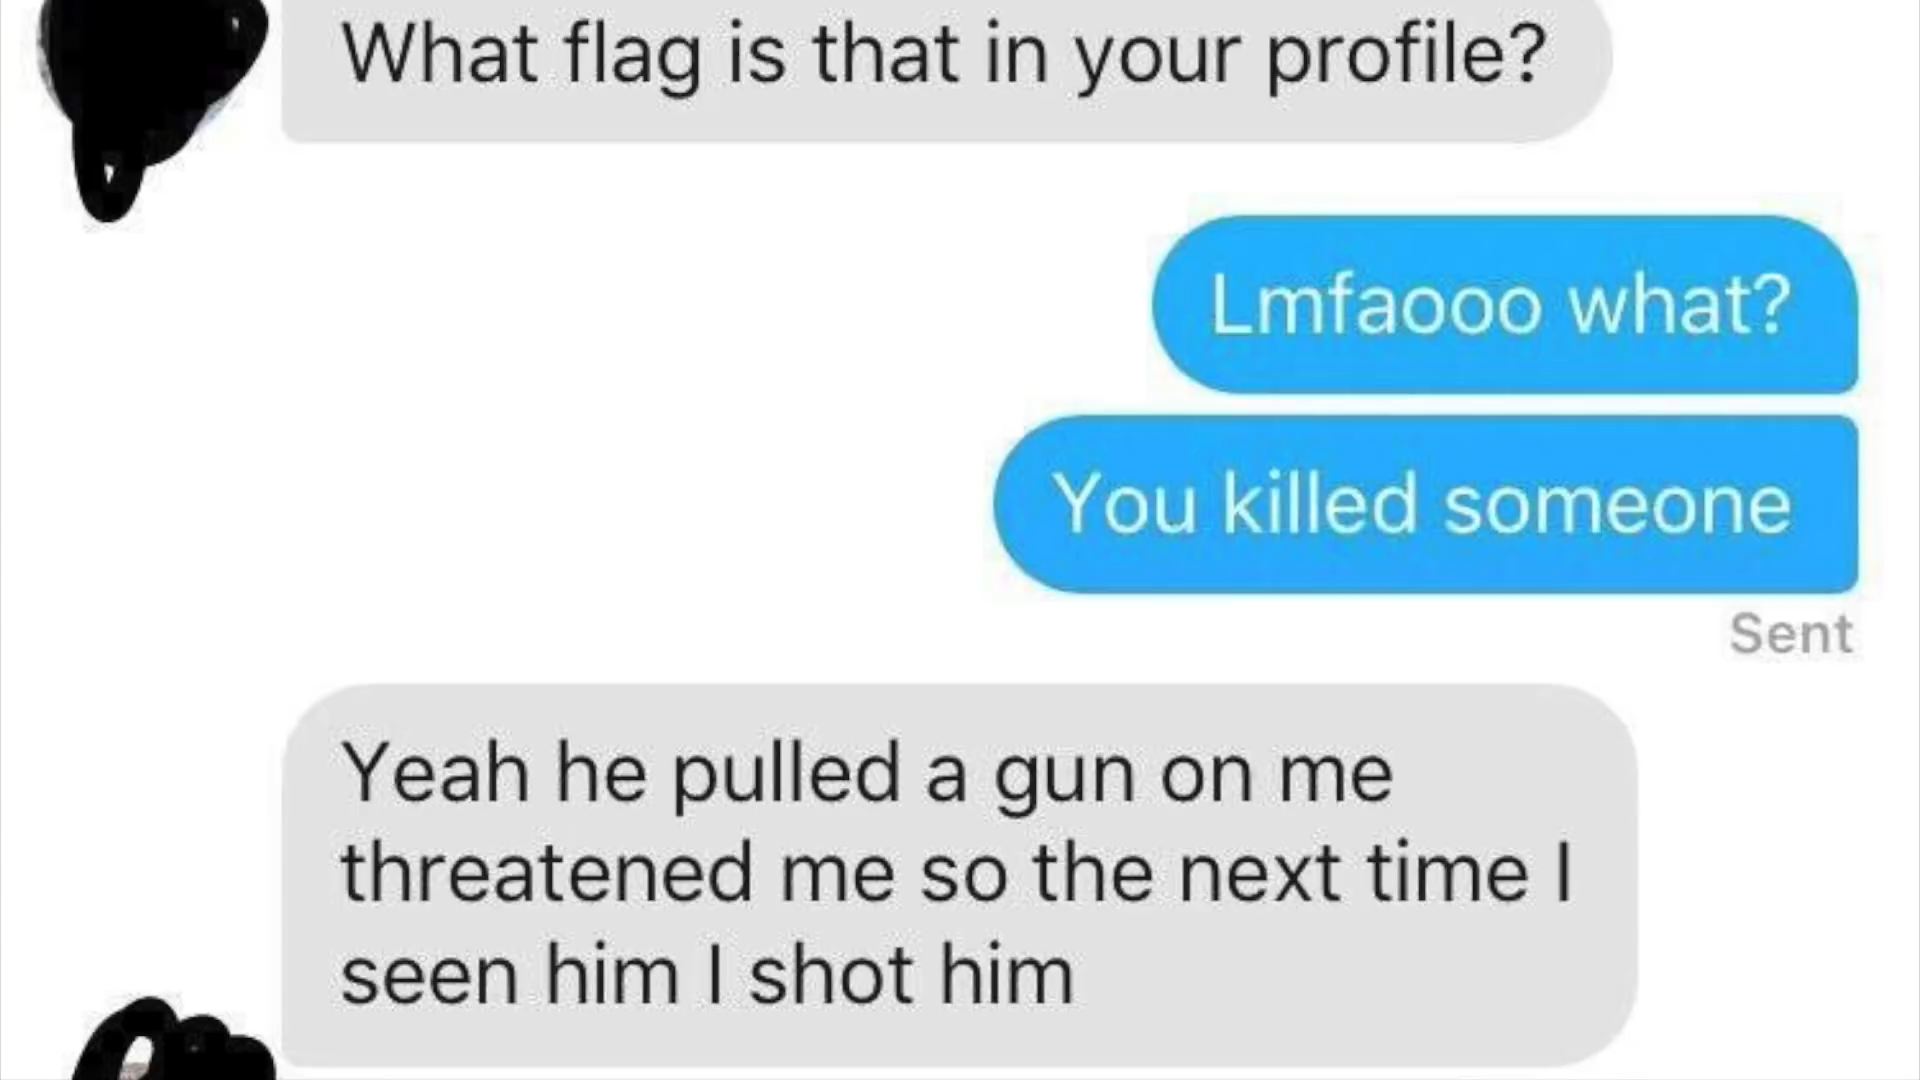 What flag is that in your profile?
Lmfaooo what?
You killed someone
Sent
Yeah he pulled a gun on me
threatened me so the next time I
seen him I shot him